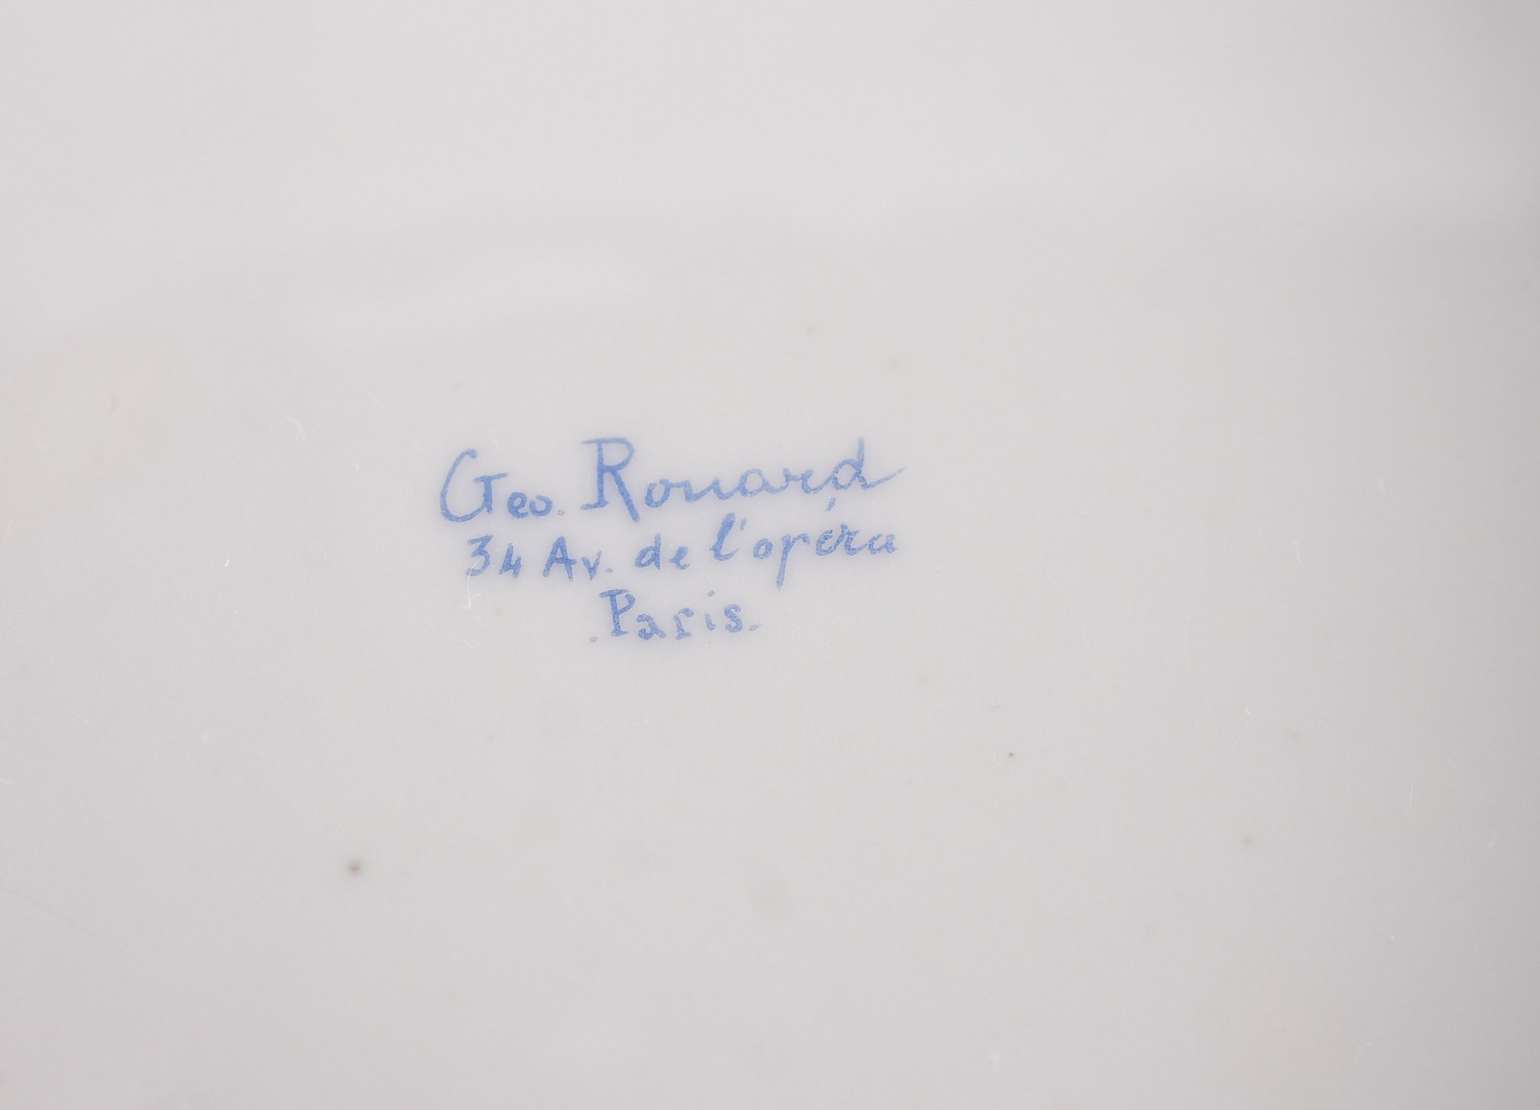 Geo. Rouard
34 Av. de l'opéra
.Paris.